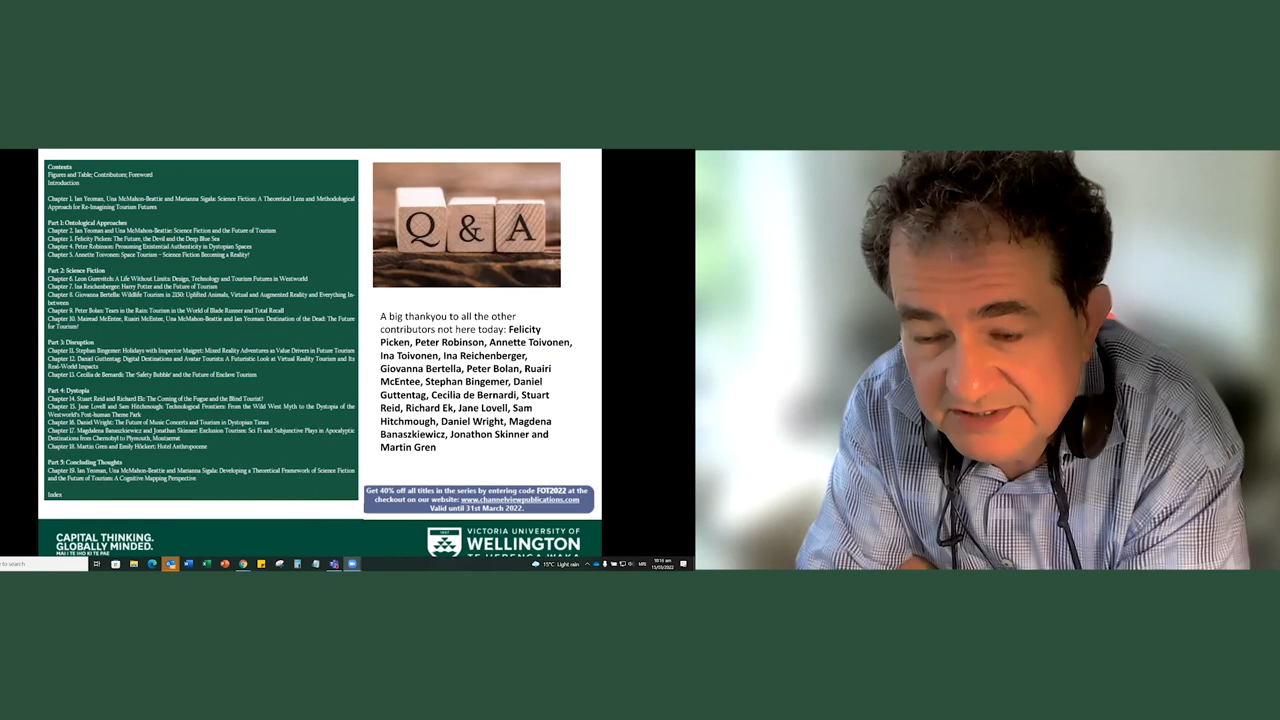 Contents
Figures and Table; Contributors; Foreword
Introduction
Chapter 1. Ian Yeoman, Una McMahon-Beattie and Marianna Sigala: Science Fiction: A Theoretical Lens and Methodological
Approach for Re-Imagining Tourism Futures
Part 1: Ontological Approaches
Chapter 2. Ian Yeoman and Una McMahon-Beattie: Science Fiction and the Future of Tourism
Chapter 3. Felicity Picken: The Future, the Devil and the Deep Blue Sea
Chapter 4. Peter Robinson: Prosuming Existential Authenticity in Dystopian Spaces
Chapter 5. Annette Toivonen: Space Tourism – Science Fiction Becoming a Reality?
Part 2: Science Fiction
Chapter 6. Leon Gurevitch: A Life Without Limits: Design, Technology and Tourism Futures in Westworld
Chapter 7. Ina Reichenberger: Harry Potter and the Future of Tourism
Chapter 8. Giovanna Bertella: Wildlife Tourism in 2150: Uplifted Animals, Virtual and Augmented Reality and Everything In-
between
Chapter 9. Peter Bolan: Tears in the Rain: Tourism in the World of Blade Runner and Total Recall
Chapter 10. Mairead McEntee, Ruairi McEntee, Una McMahon-Beattie and Ian Yeoman: Destination of the Dead: The Future
for Tourism?
Part 3: Disruption
Chapter 11. Stephan Bingemer: Holidays with Inspector Maigret: Mixed Reality Adventures as Value Drivers in Future Tourism
Chapter 12. Daniel Guttentag: Digital Destinations and Avatar Tourists: A Futuristic Look at Virtual Reality Tourism and Its
Real-World Impacts
Chapter 13. Cecilia de Bernardi: The 'Safety Bubble' and the Future of Enclave Tourism
Part 4: Dystopia
Chapter 14. Stuart Reid and Richard Ek: The Coming of the Fugue and the Blind Tourist?
Chapter 15. Jane Lovell and Sam Hitchmough: Technological Frontiers: From the Wild West Myth to the Dystopia of the
Westworld's Post-human Theme Park
Chapter 16. Daniel Wright: The Future of Music Concerts and Tourism in Dystopian Times
Chapter 17. Magdalena Banaszkiewicz and Jonathan Skinner: Exclusion Tourism: Sci Fi and Subjunctive Plays in Apocalyptic
Destinations from Chernobyl to Plymouth, Montserrat
Chapter 18. Martin Gren and Emily Höckert: Hotel Anthropocene
Part 5: Concluding Thoughts
Chapter 19. Ian Yeoman, Una McMahon-Beattie and Marianna Sigala: Developing a Theoretical Framework of Science Fiction
and the Future of Tourism: A Cognitive Mapping Perspective
Index
Q & A
A big thankyou to all the other
contributors not here today: Felicity
Picken, Peter Robinson, Annette Toivonen,
Ina Toivonen, Ina Reichenberger,
Giovanna Bertella, Peter Bolan, Ruairi
McEntee, Stephan Bingemer, Daniel
Guttentag, Cecilia de Bernardi, Stuart
Reid, Richard Ek, Jane Lovell, Sam
Hitchmough, Daniel Wright, Magdena
Banaszkiewicz, Jonathon Skinner and
Martin Gren
Get 40% off all titles in the series by entering code FOT2022 at the
checkout on our website: www.channelviewpublications.com
Valid until 31st March 2022.
CAPITAL THINKING.
GLOBALLY MINDED.
MAI I TE IHO KI TE PAE
VICTORIA UNIVERSITY OF
WELLINGTON
TE HERENGA WAKA
to search
15°C Light rain
10:16 am
15/03/2022